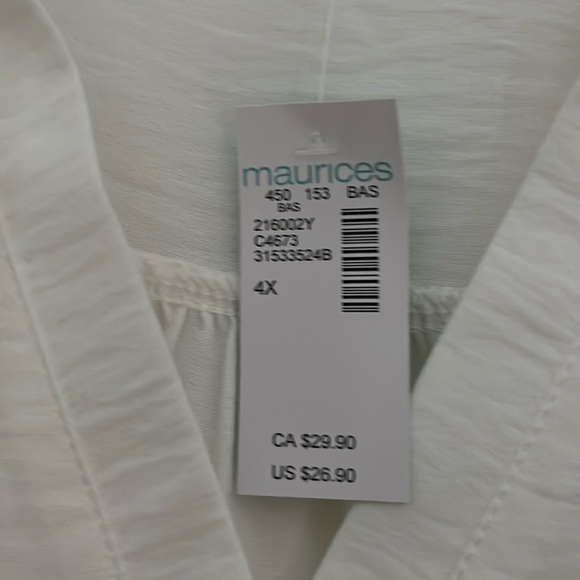 maurices
450 153 BAS
BAS
216002Y
C4673
31533524B
4X
CA $29.90
US $26.90